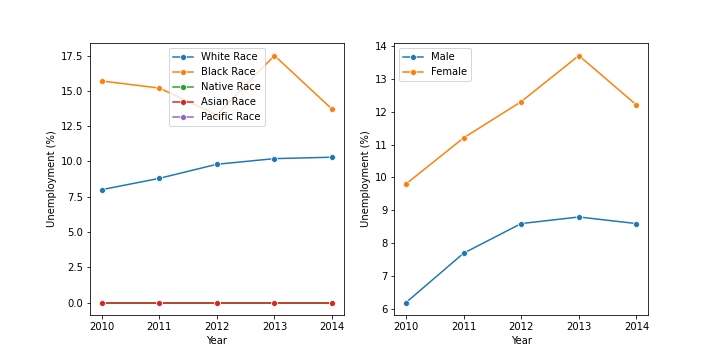 17.5
15.0
12.5
10.0
7.5
5.0
2.5
0.0
Unemployment (%)
White Race
Black Race
Native Race
Asian Race
Pacific Race
2010 2011 2012 2013 2014
Year
14
13
12
11
10
9
8
7
6
Unemployment (%)
Male
Female
2010 2011 2012 2013 2014
Year